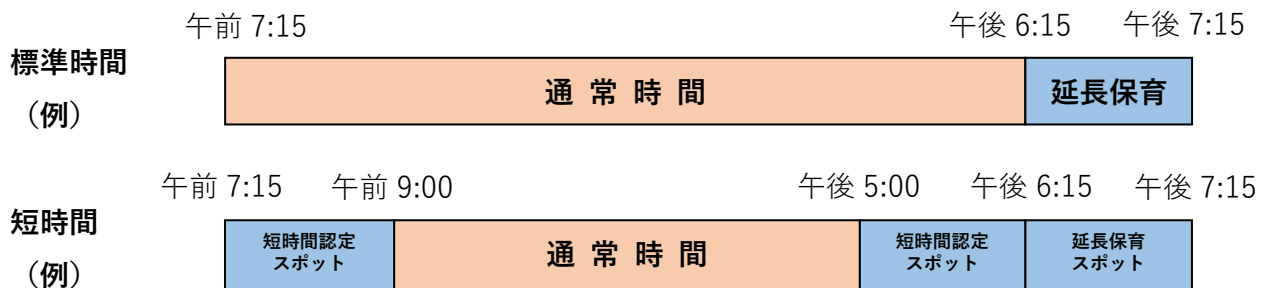 午前 7:15 午後 6:15 午後 7:15
標準時間
（例）
通 常 時 間 延長保育
午前 7:15 午前 9:00 午後 5:00 午後 6:15 午後 7:15
短時間
（例）
短時間認定
スポット
通 常 時 間
短時間認定
スポット
延長保育
スポット